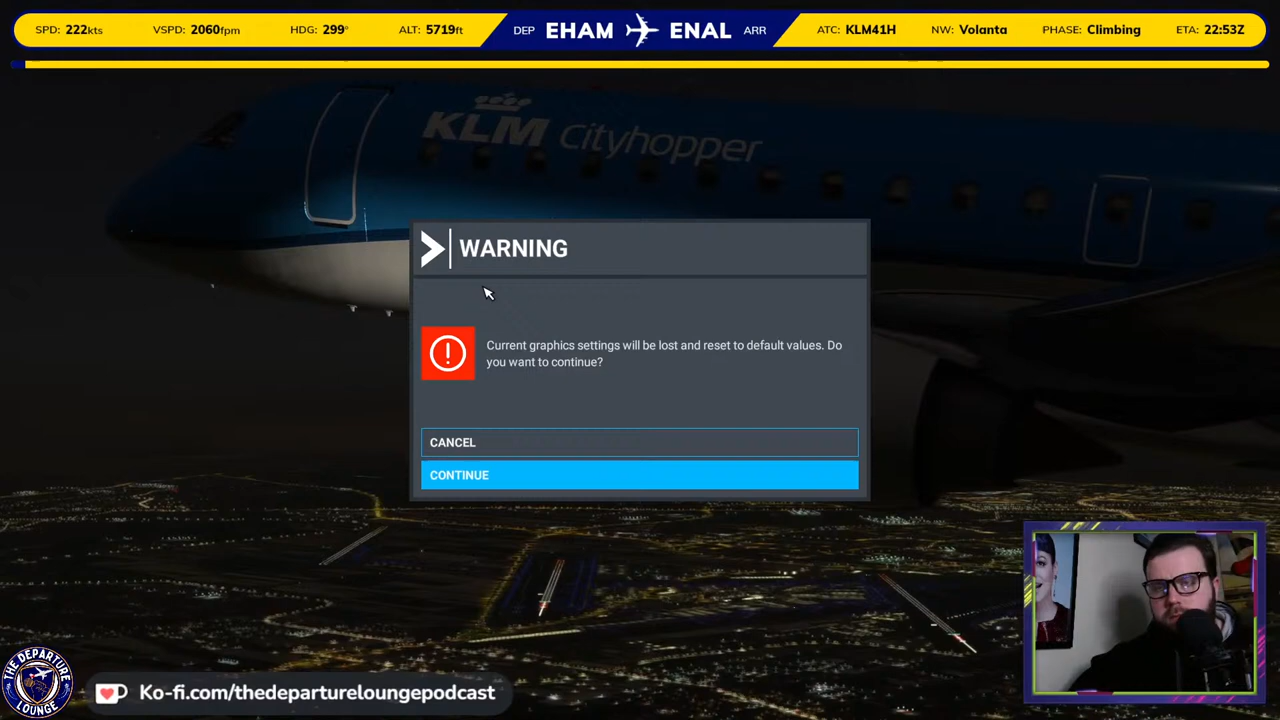 SPD: 222kts VSPD: 2060fpm HDG: 299° ALT: 5719ft DEP EHAM ENAL ARR ATC: KLM41H NW: Volanta PHASE: Climbing ETA: 22:53Z
KLM Cityhopper
WARNING
Current graphics settings will be lost and reset to default values. Do
you want to continue?
CANCEL
CONTINUE
THE DEPARTURE
LOUNGE
Ko-fi.com/thedepartureloungepodcast